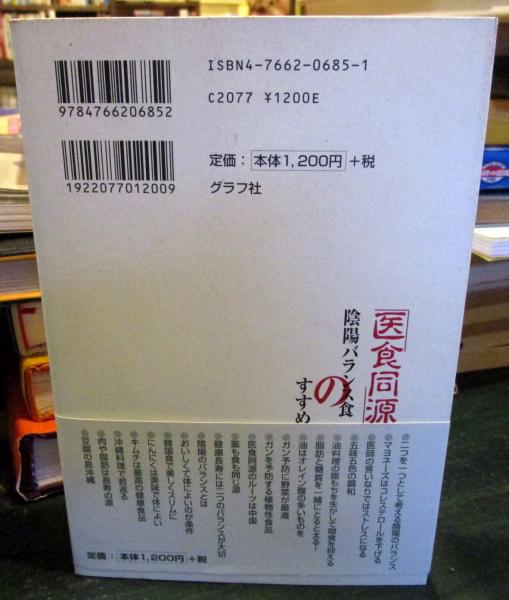 ISBN4-7662-0685-1
C2077 ¥1200E
9784766206852
定価：本体1,200円＋税
グラフ社
1922077012009
医食同源
陰陽バランス食
のすすめ
●二つを一つとして考える陰陽のバランス
●マヨネーズはコレステロールを下げる
●医師の言いなりではストレスになる
●五味五色の調和
●油料理の腹もちを生かして間食を抑える
●脂肪と糖質を一緒にとると太る！
●油はオレイン酸の多いものを
●ガン予防に野菜が最適
●ガンを予防する植物性食品
●医食同源のルーツは中国
●薬も食も同じ源
●健康長寿には二つのバランスが大切
●陰陽のバランスとは
●おいしくて体によいのが条件
●韓国食で美しくスリムに
●にんにくは美味で体によい
●キムチは最高の健康食品
●沖縄料理で若返る
●肉や脂肪は長寿の源
●豆腐の島沖縄
定価：本体1,200円＋税